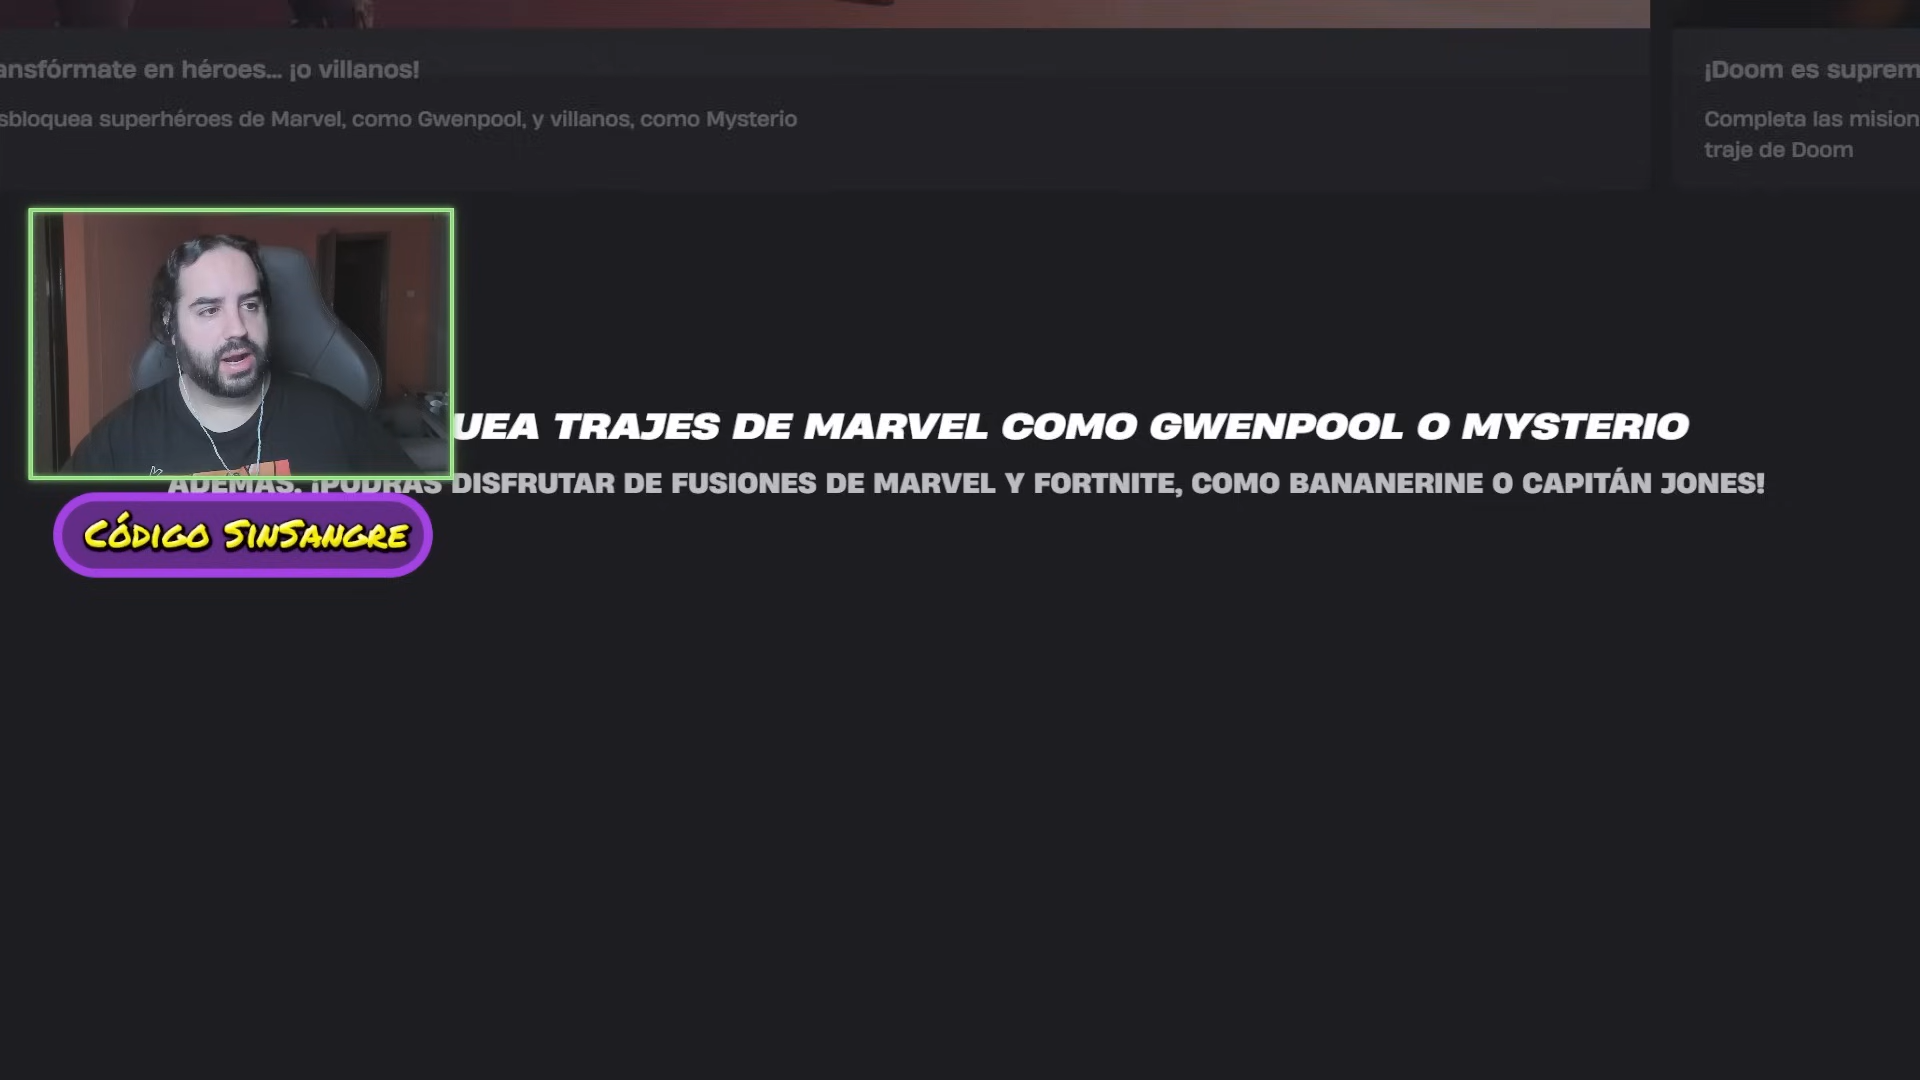 ansfórmate en héroes... ¡o villanos!
sbloquea superhéroes de Marvel, como Gwenpool, y villanos, como Mysterio
¡Doom es suprem
Completa las mision
traje de Doom
UEA TRAJES DE MARVEL COMO GWENPOOL O MYSTERIO
ADEMÁS, ¡PODRÁS DISFRUTAR DE FUSIONES DE MARVEL Y FORTNITE, COMO BANANERINE O CAPITÁN JONES!
CÓDIGO SINSANGRE